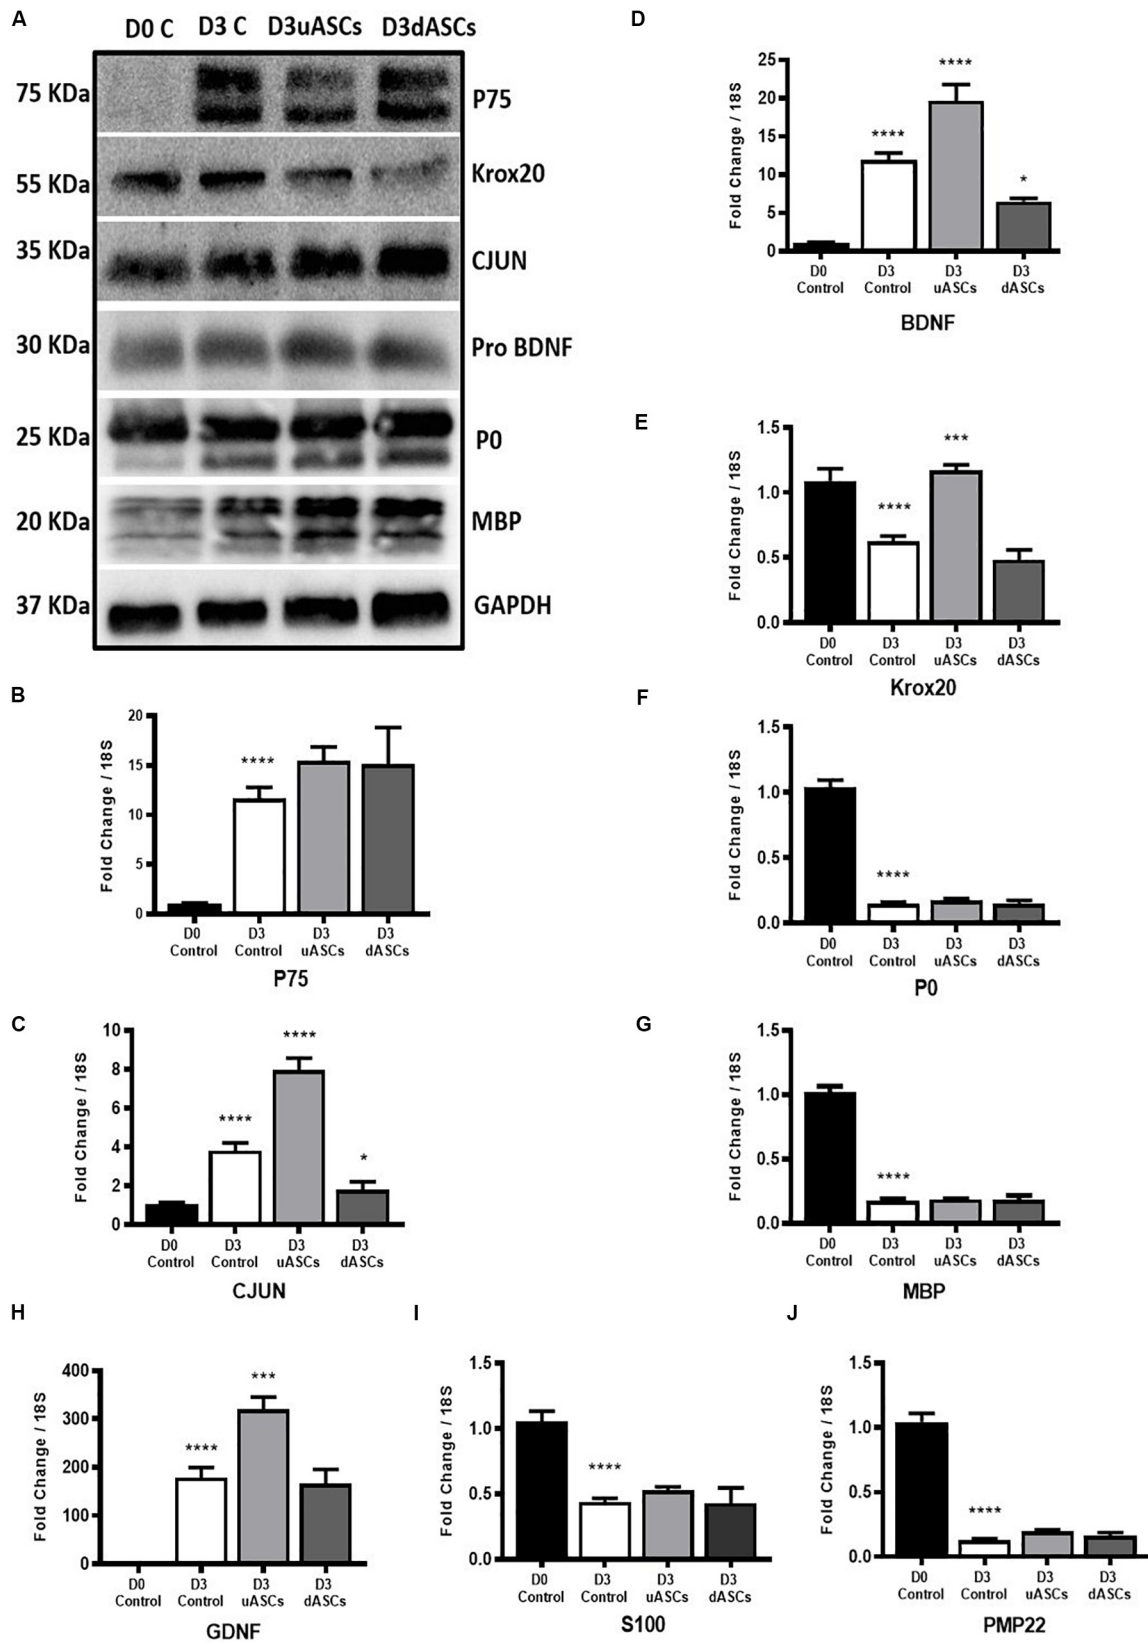 A
D0 C D3 C D3uASCs D3dASCs
75 KDa P75
55 KDa Krox20
35 KDa CJUN
30 KDa Pro BDNF
25 KDa P0
20 KDa MBP
37 KDa GAPDH
B
Fold Change / 18S
20
15
10
5
0
****
D0 D3 D3 D3
Control Control uASCs dASCs
P75
C
Fold Change / 18S
10
8
6
4
2
0
**** **** *
D0 D3 D3 D3
Control Control uASCs dASCs
CJUN
D
Fold Change / 18S
25
20
15
10
5
0
**** **** *
D0 D3 D3 D3
Control Control uASCs dASCs
BDNF
E
Fold Change / 18S
1.5
1.0
0.5
0.0
**** ***
D0 D3 D3 D3
Control Control uASCs dASCs
Krox20
F
Fold Change / 18S
1.5
1.0
0.5
0.0
****
D0 D3 D3 D3
Control Control uASCs dASCs
P0
G
Fold Change / 18S
1.5
1.0
0.5
0.0
****
D0 D3 D3 D3
Control Control uASCs dASCs
MBP
H
Fold Change / 18S
400
300
200
100
0
**** ***
D0 D3 D3 D3
Control Control uASCs dASCs
GDNF
I
Fold Change / 18S
1.5
1.0
0.5
0.0
****
D0 D3 D3 D3
Control Control uASCs dASCs
S100
J
Fold Change / 18S
1.5
1.0
0.5
0.0
****
D0 D3 D3 D3
Control Control uASCs dASCs
PMP22